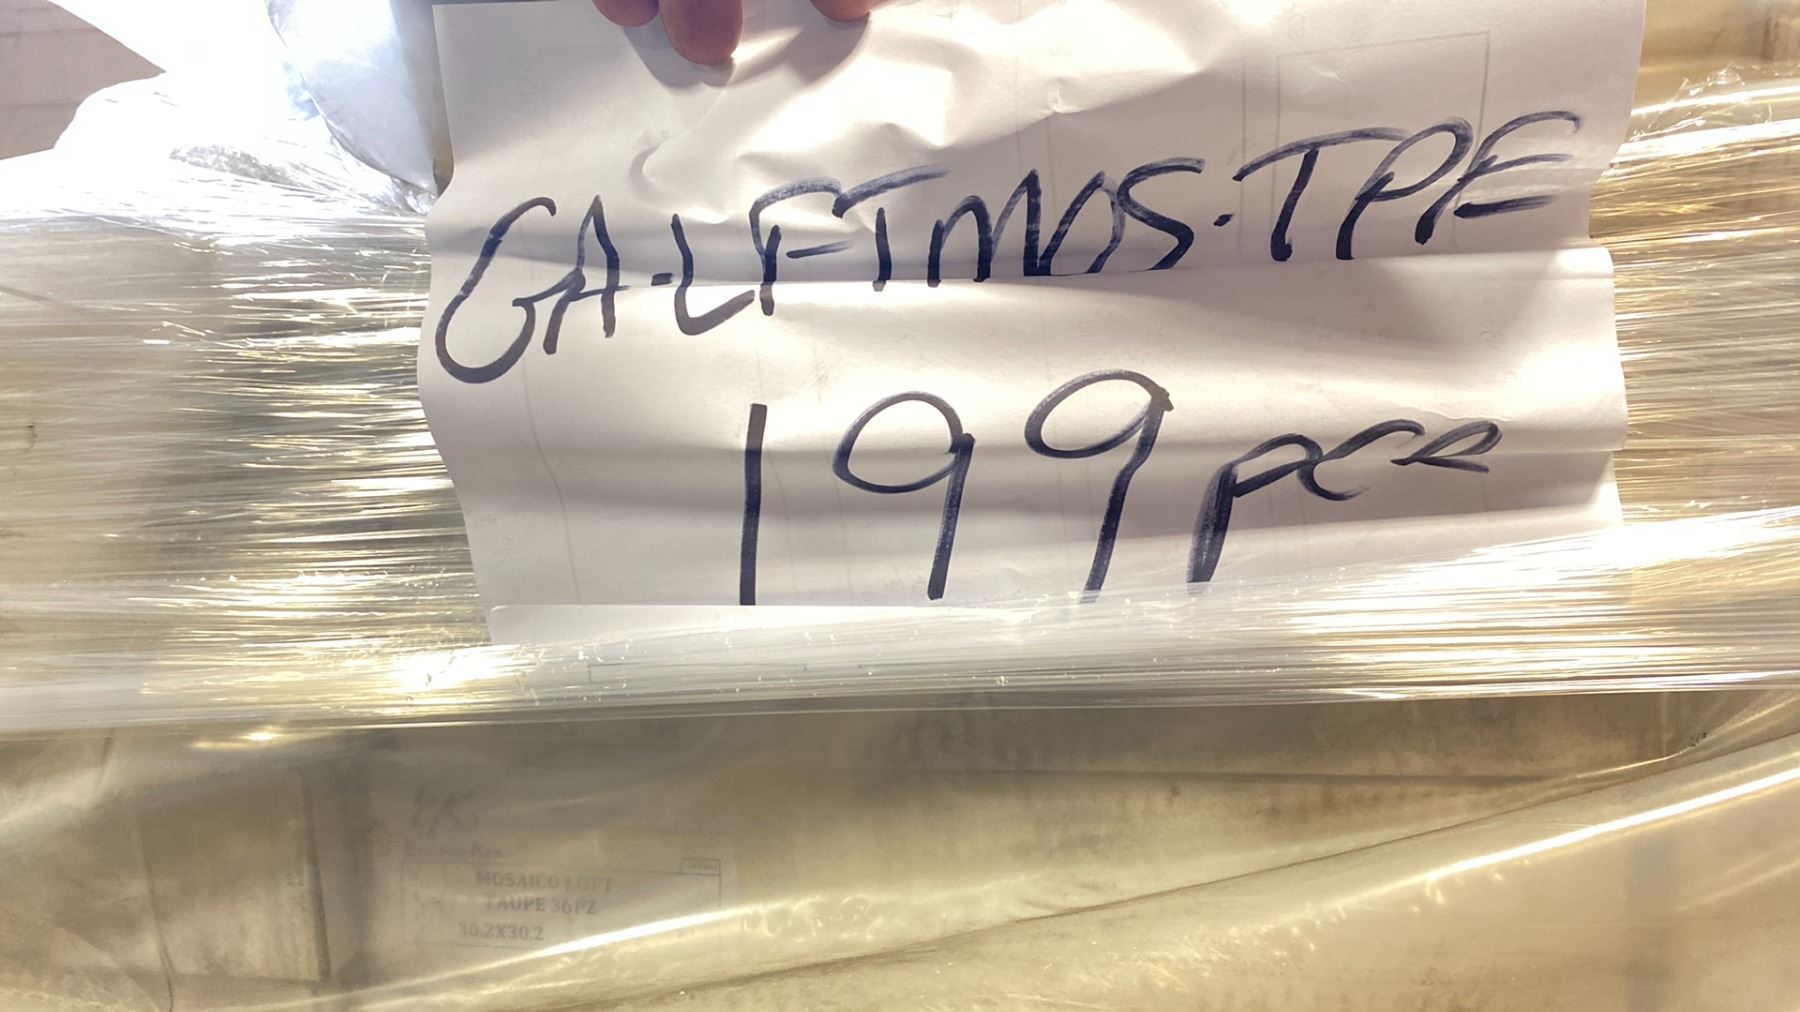 GA-LFTMOS-TPE
199 pcs
MOSAICO LOFT
TAUPE 36PZ
30.2X30.2